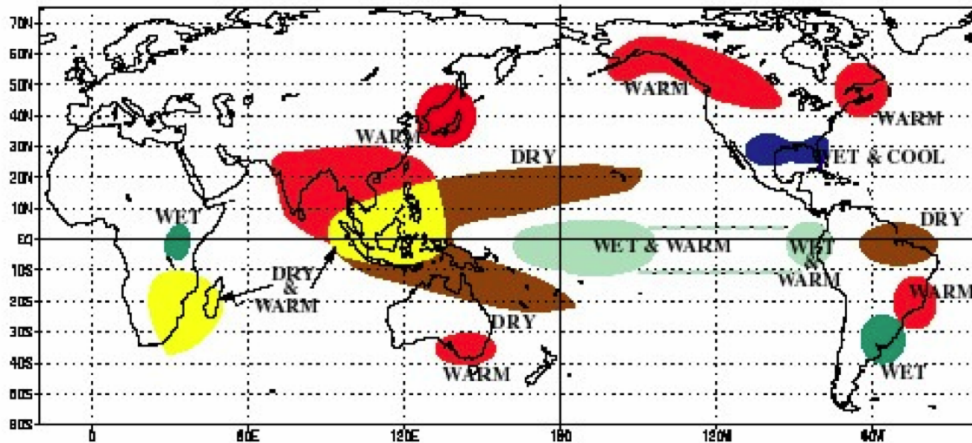 70N
60N
50N
40N
30N
20N
10N
EQ
10S
20S
30S
40S
50S
60S
70S
80S
0
60E
120E
180
120W
60W
WARM
WARM
WARM
DRY
WET & COOL
WET
DRY
WET & WARM
WET
&
WARM
DRY
&
WARM
WARM
DRY
WARM
WET